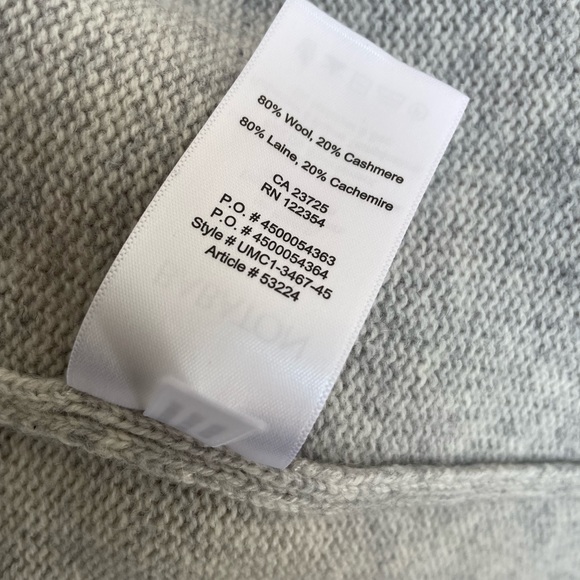 80% Wool, 20% Cashmere
80% Laine, 20% Cachemire
CA 23725
RN 122354
P.O. # 4500054363
P.O. # 4500054364
Style # UMC1-3467-45
Article # 53224